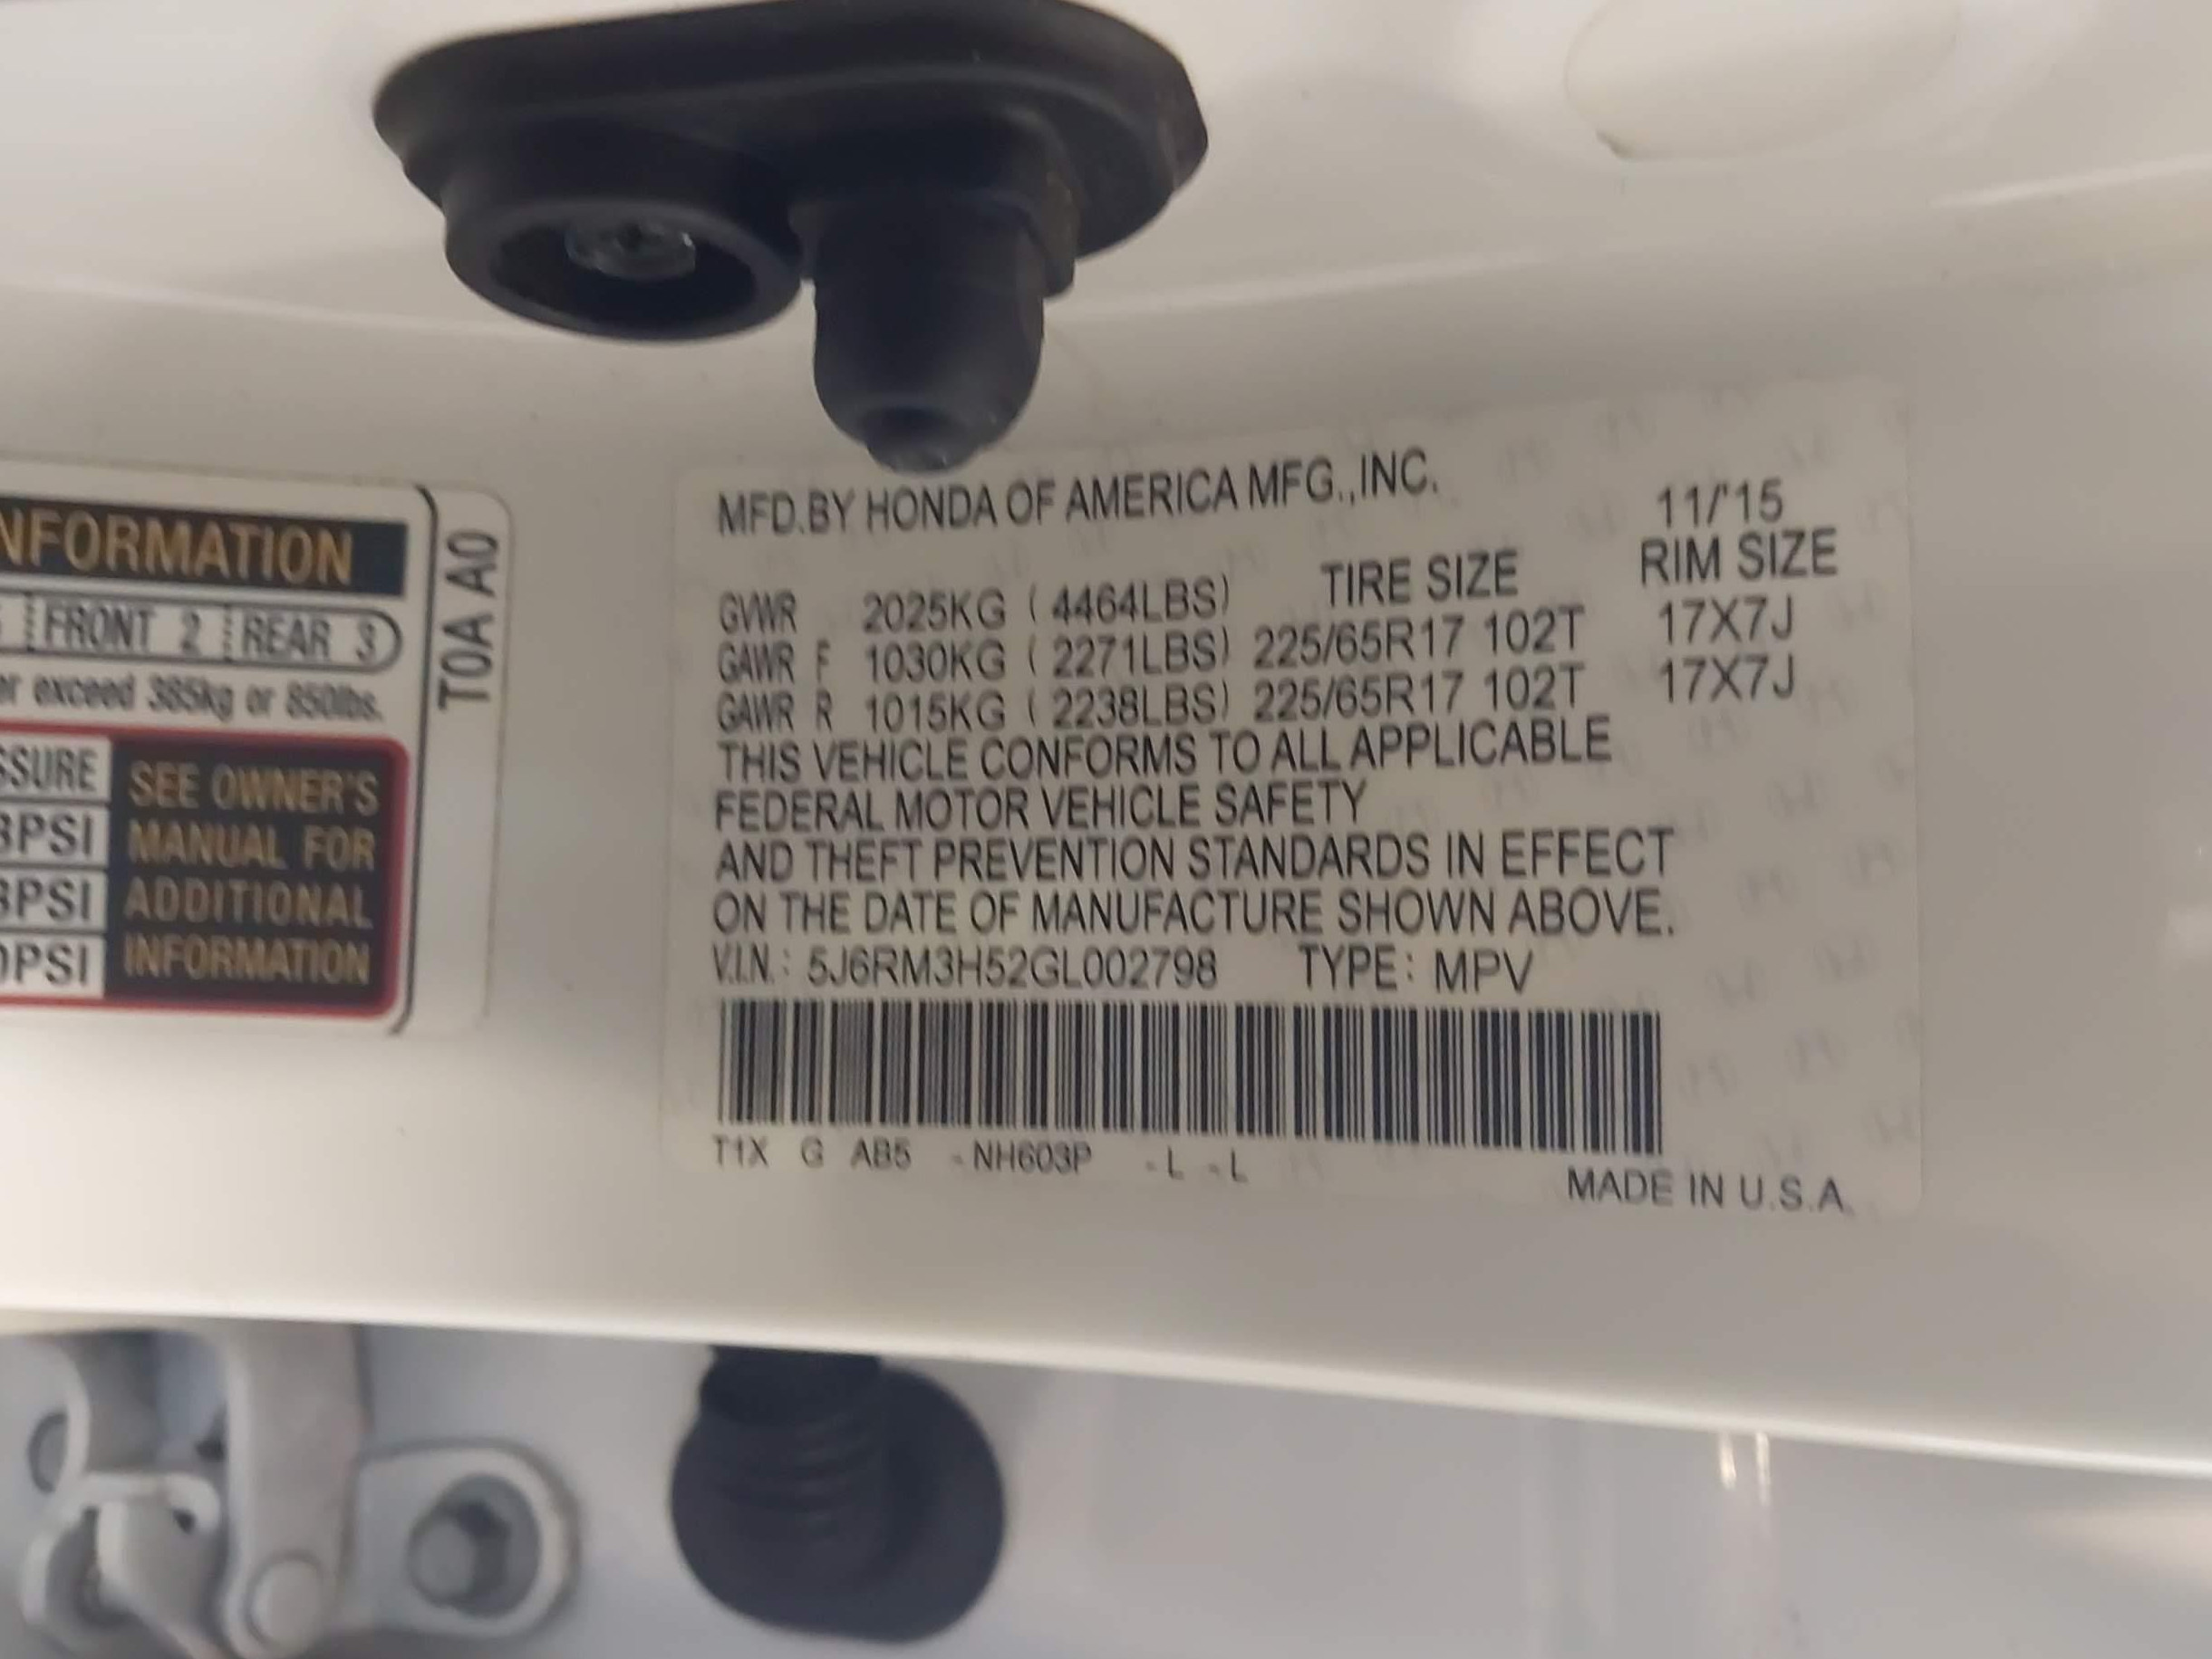 NFORMATION
FRONT 2 REAR 3
er exceed 385kg or 850lbs.
SSURE
3PSI
3PSI
0PSI
SEE OWNER'S
MANUAL FOR
ADDITIONAL
INFORMATION
T0A A0
MFD.BY HONDA OF AMERICA MFG.,INC. 11/'15
TIRE SIZE RIM SIZE
GVWR 2025KG ( 4464LBS)
GAWR F 1030KG ( 2271LBS) 225/65R17 102T 17X7J
GAWR R 1015KG ( 2238LBS) 225/65R17 102T 17X7J
THIS VEHICLE CONFORMS TO ALL APPLICABLE
FEDERAL MOTOR VEHICLE SAFETY
AND THEFT PREVENTION STANDARDS IN EFFECT
ON THE DATE OF MANUFACTURE SHOWN ABOVE.
V.I.N.: 5J6RM3H52GL002798 TYPE: MPV
T1X G AB5 -NH603P -L -L
MADE IN U.S.A.